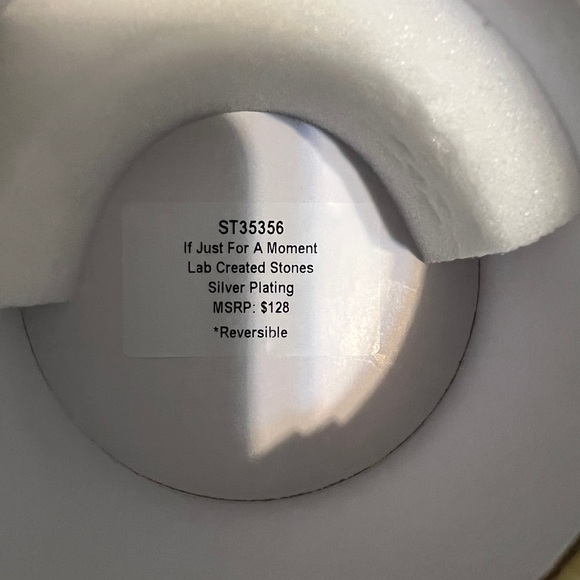 ST35356
If Just For A Moment
Lab Created Stones
Silver Plating
MSRP: $128
*Reversible